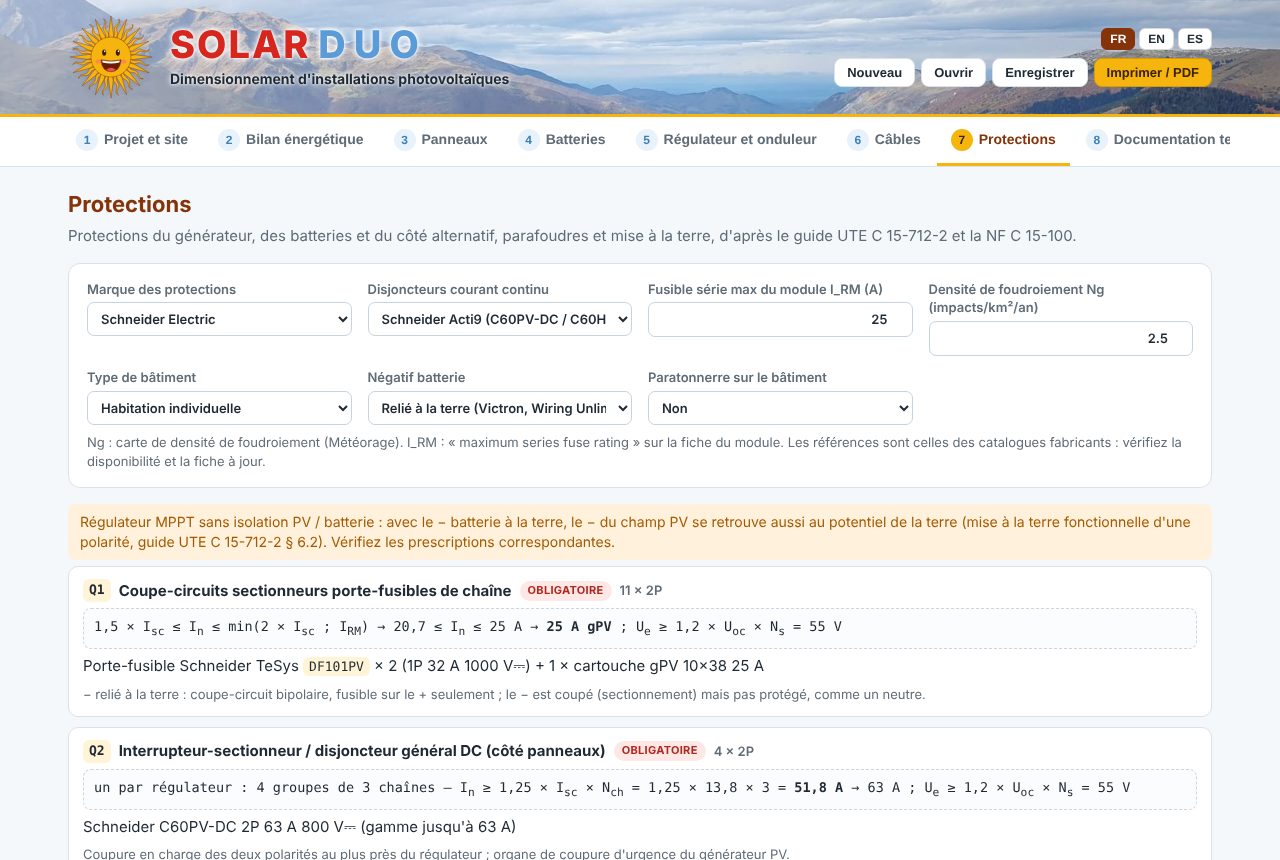 SOLAR DUO
Dimensionnement d'installations photovoltaïques
FR EN ES
Nouveau Ouvrir Enregistrer Imprimer / PDF
1 Projet et site 2 Bilan énergétique 3 Panneaux 4 Batteries 5 Régulateur et onduleur 6 Câbles 7 Protections 8 Documentation te
Protections
Protections du générateur, des batteries et du côté alternatif, parafoudres et mise à la terre, d'après le guide UTE C 15-712-2 et la NF C 15-100.
Marque des protections
Schneider Electric
Disjoncteurs courant continu
Schneider Acti9 (C60PV-DC / C60H
Fusible série max du module I_RM (A)
25
Densité de foudroiement Ng
(impacts/km²/an)
2.5
Type de bâtiment
Habitation individuelle
Négatif batterie
Relié à la terre (Victron, Wiring Unlin
Paratonnerre sur le bâtiment
Non
Ng : carte de densité de foudroiement (Météorage). I_RM : « maximum series fuse rating » sur la fiche du module. Les références sont celles des catalogues fabricants : vérifiez la
disponibilité et la fiche à jour.
Régulateur MPPT sans isolation PV / batterie : avec le − batterie à la terre, le − du champ PV se retrouve aussi au potentiel de la terre (mise à la terre fonctionnelle d'une
polarité, guide UTE C 15-712-2 § 6.2). Vérifiez les prescriptions correspondantes.
Q1 Coupe-circuits sectionneurs porte-fusibles de chaîne OBLIGATOIRE 11 × 2P
1,5 × Isc ≤ In ≤ min(2 × Isc ; IRM) → 20,7 ≤ In ≤ 25 A → 25 A gPV ; Ue ≥ 1,2 × Uoc × Ns = 55 V
Porte-fusible Schneider TeSys DF101PV × 2 (1P 32 A 1000 V⎓) + 1 × cartouche gPV 10×38 25 A
− relié à la terre : coupe-circuit bipolaire, fusible sur le + seulement ; le − est coupé (sectionnement) mais pas protégé, comme un neutre.
Q2 Interrupteur-sectionneur / disjoncteur général DC (côté panneaux) OBLIGATOIRE 4 × 2P
un par régulateur : 4 groupes de 3 chaînes — In ≥ 1,25 × Isc × Nch = 1,25 × 13,8 × 3 = 51,8 A → 63 A ; Ue ≥ 1,2 × Uoc × Ns = 55 V
Schneider C60PV-DC 2P 63 A 800 V⎓ (gamme jusqu'à 63 A)
Coupure en charge des deux polarités au plus près du régulateur ; organe de coupure d'urgence du générateur PV.